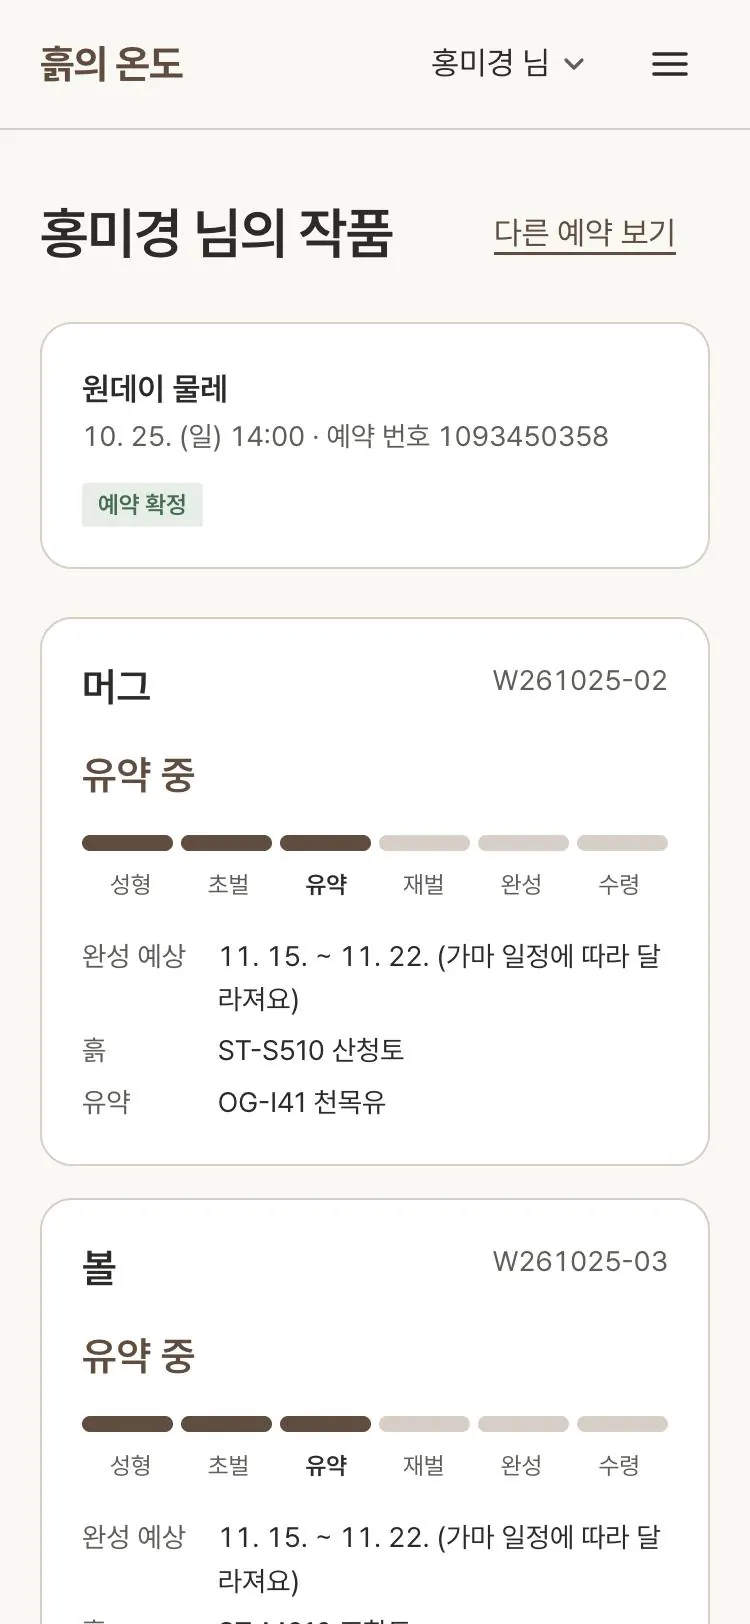 흙의 온도
홍미경 님
홍미경 님의 작품
다른 예약 보기
원데이 물레
10. 25. (일) 14:00 · 예약 번호 1093450358
예약 확정
머그
W261025-02
유약 중
성형 초벌 유약 재벌 완성 수령
완성 예상 11. 15. ~ 11. 22. (가마 일정에 따라 달
라져요)
흙 ST-S510 산청토
유약 OG-I41 천목유
볼
W261025-03
유약 중
성형 초벌 유약 재벌 완성 수령
완성 예상 11. 15. ~ 11. 22. (가마 일정에 따라 달
라져요)